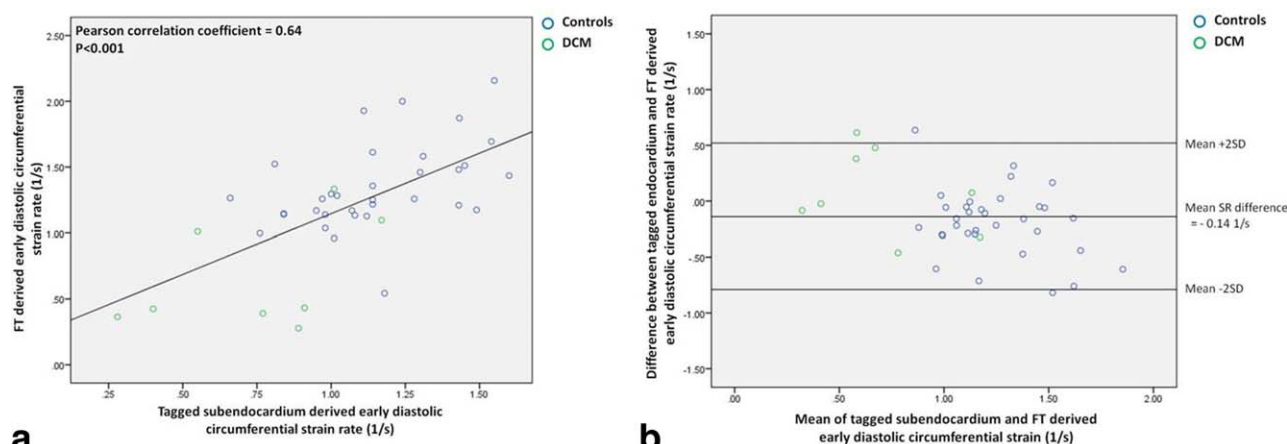 Pearson correlation coefficient = 0.64
P<0.001
Controls
DCM
2.50
2.00
1.50
1.00
.50
.00
FT derived early diastolic circumferential
strain rate (1/s)
.25
.50
.75
1.00
1.25
1.50
Tagged subendocardium derived early diastolic
circumferential strain rate (1/s)
a
Controls
DCM
1.50
1.00
.50
.00
-.50
-1.00
-1.50
Difference between tagged endocardium and FT derived
early diastolic circumferential strain rate (1/s)
Mean +2SD
Mean SR difference
= - 0.14 1/s
Mean -2SD
.00
.50
1.00
1.50
2.00
Mean of tagged subendocardium and FT derived
early diastolic circumferential strain (1/s)
b